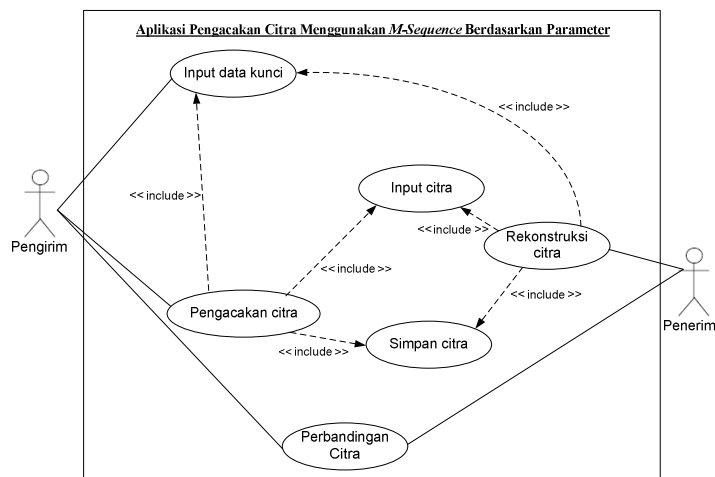 Aplikasi Pengacakan Citra Menggunakan M-Sequence Berdasarkan Parameter
Input data kunci
<< include >>
<< include >>
Input citra
<< include >>
Rekonstruksi
citra
Pengirim
<< include >>
<< include >>
Pengacakan citra
Penerim
Simpan citra
<< include >>
Perbandingan
Citra